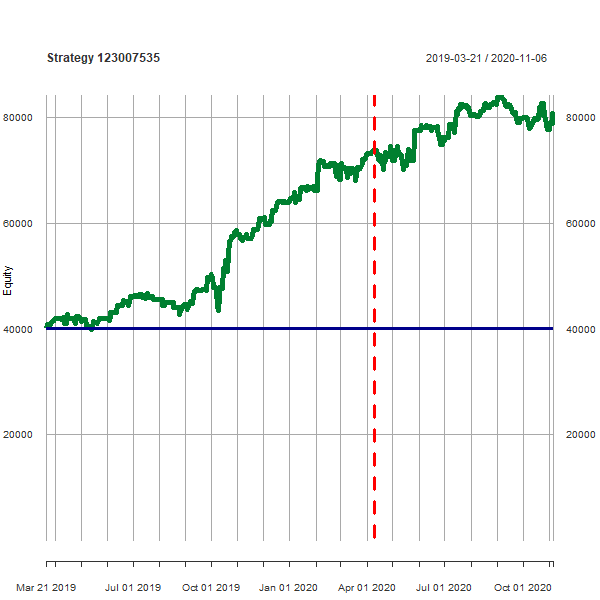 Strategy 123007535
2019-03-21 / 2020-11-06
80000
80000
60000
60000
Equity
40000
40000
20000
20000
Mar 21 2019
Jul 01 2019
Oct 01 2019
Jan 01 2020
Apr 01 2020
Jul 01 2020
Oct 01 2020